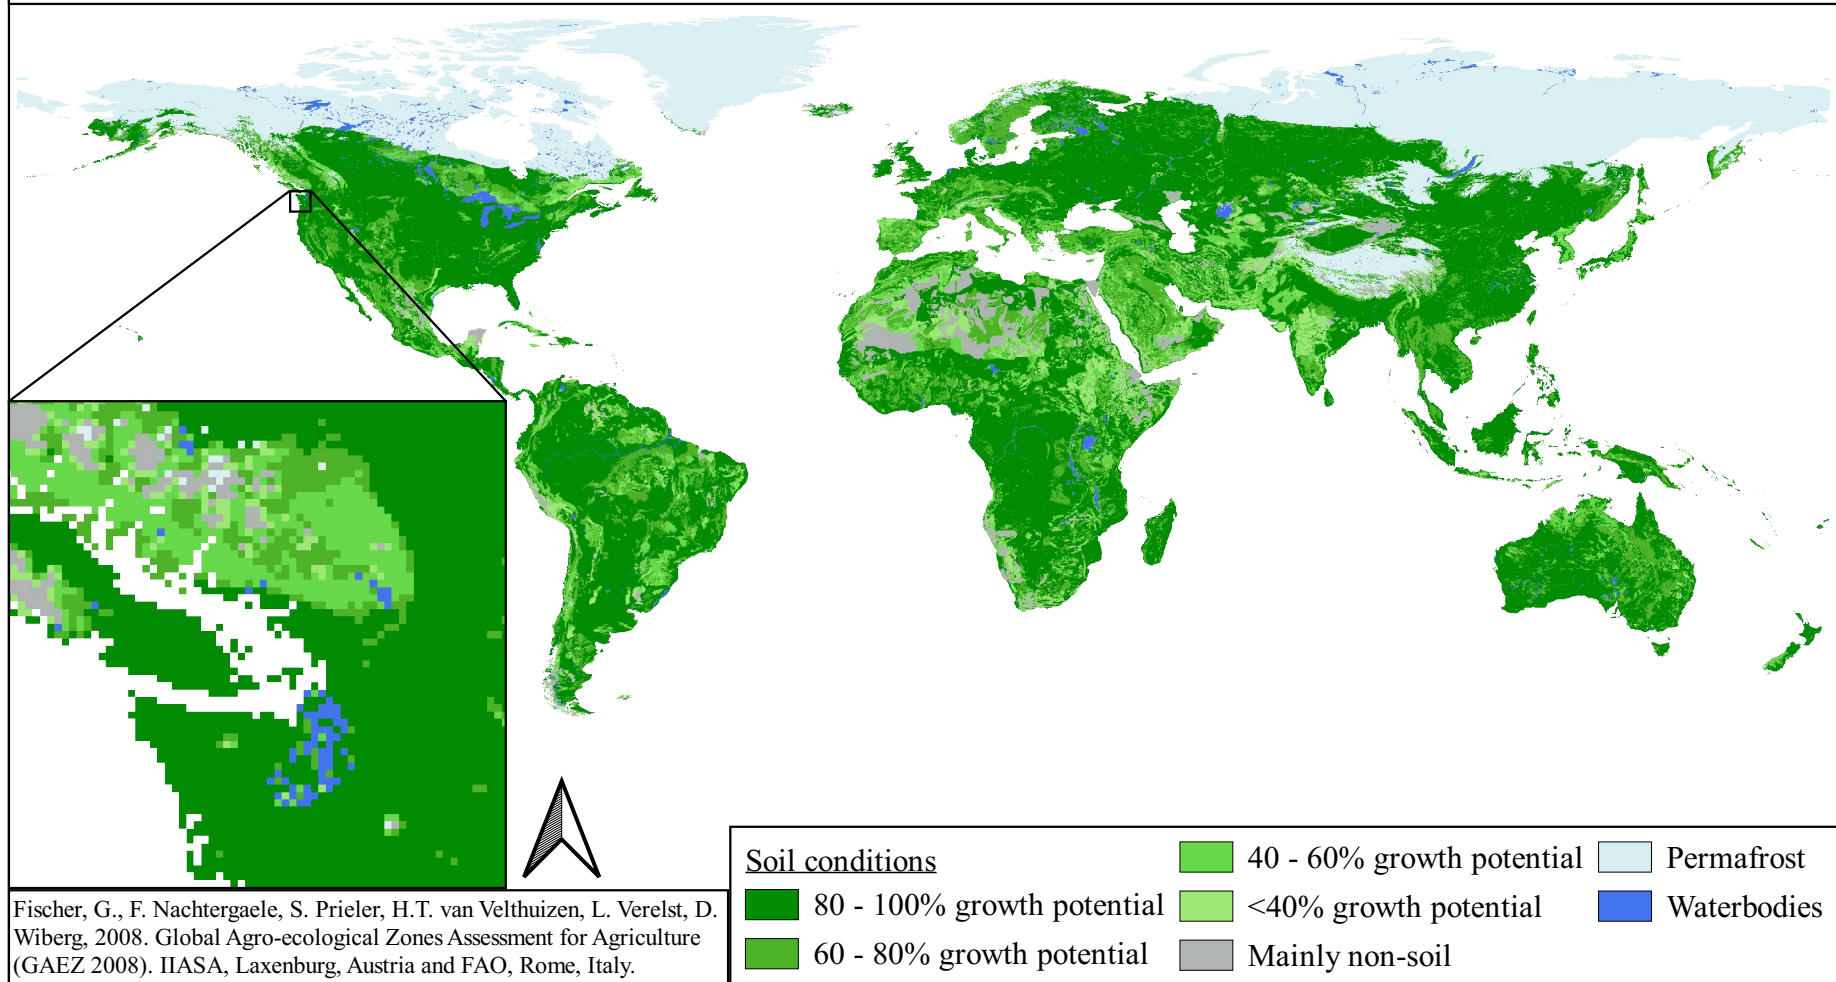 Soil conditions
80 - 100% growth potential
60 - 80% growth potential
40 - 60% growth potential
<40% growth potential
Mainly non-soil
Permafrost
Waterbodies
Fischer, G., F. Nachtergaele, S. Prieler, H.T. van Velthuizen, L. Verelst, D.
Wiberg, 2008. Global Agro-ecological Zones Assessment for Agriculture
(GAEZ 2008). IIASA, Laxenburg, Austria and FAO, Rome, Italy.